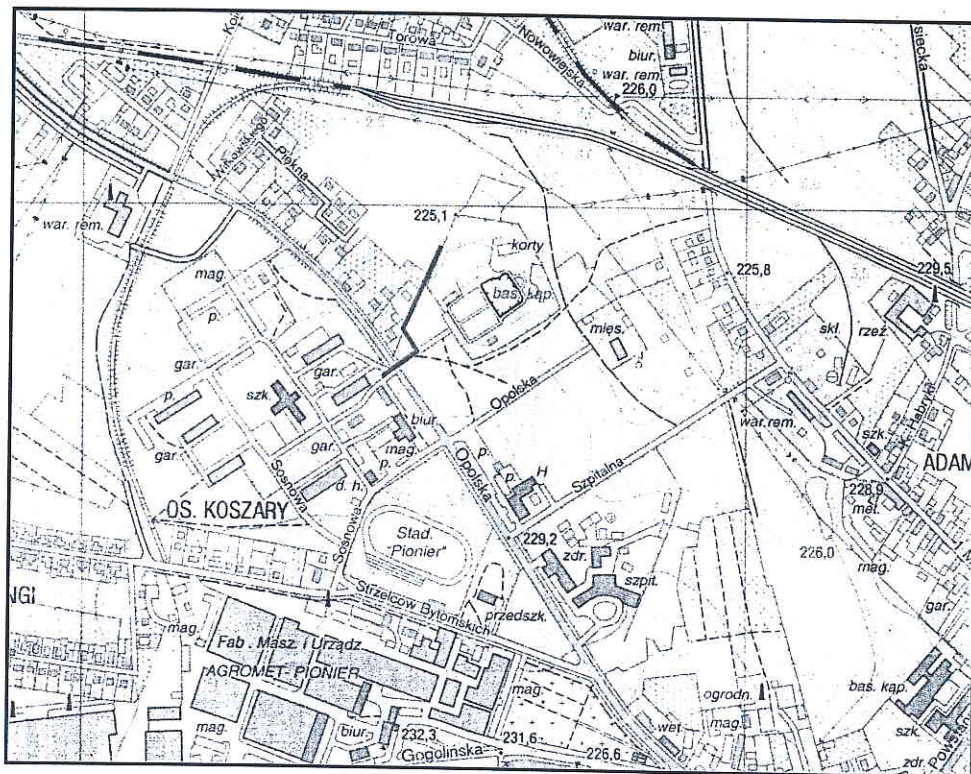 Torowa
Nowowiejska
war. rem.
biur.
war. rem.
226,0
siecka
Piękna
war. rem.
225,1
korty
225,8
229,5
mag.
bas. kąp.
p.
mięs.
skł.
rzeź.
gar.
gar.
Opolska
p.
szk.
biur.
mag.
war. rem.
szk.
K. Habryki
gar.
gar.
p.
Opolska
p.
p.
H
Szpitalna
ADAM
Sosnowa
d. h.
228,9
met.
OS. KOSZARY
Sosnowa
Stad.
"Pionier"
229,2
zdr.
szpit.
226,0
mag.
NGI
Strzelców Bytomskich
przedszk.
gar.
mag.
Fab. Masz. i Urządz.
AGROMET-PIONIER
mag.
ogrodn.
bas. kąp.
mag.
biur.
232,3
231,6
wet.
mag.
szk.
Gogolińska
226,6
zdr.